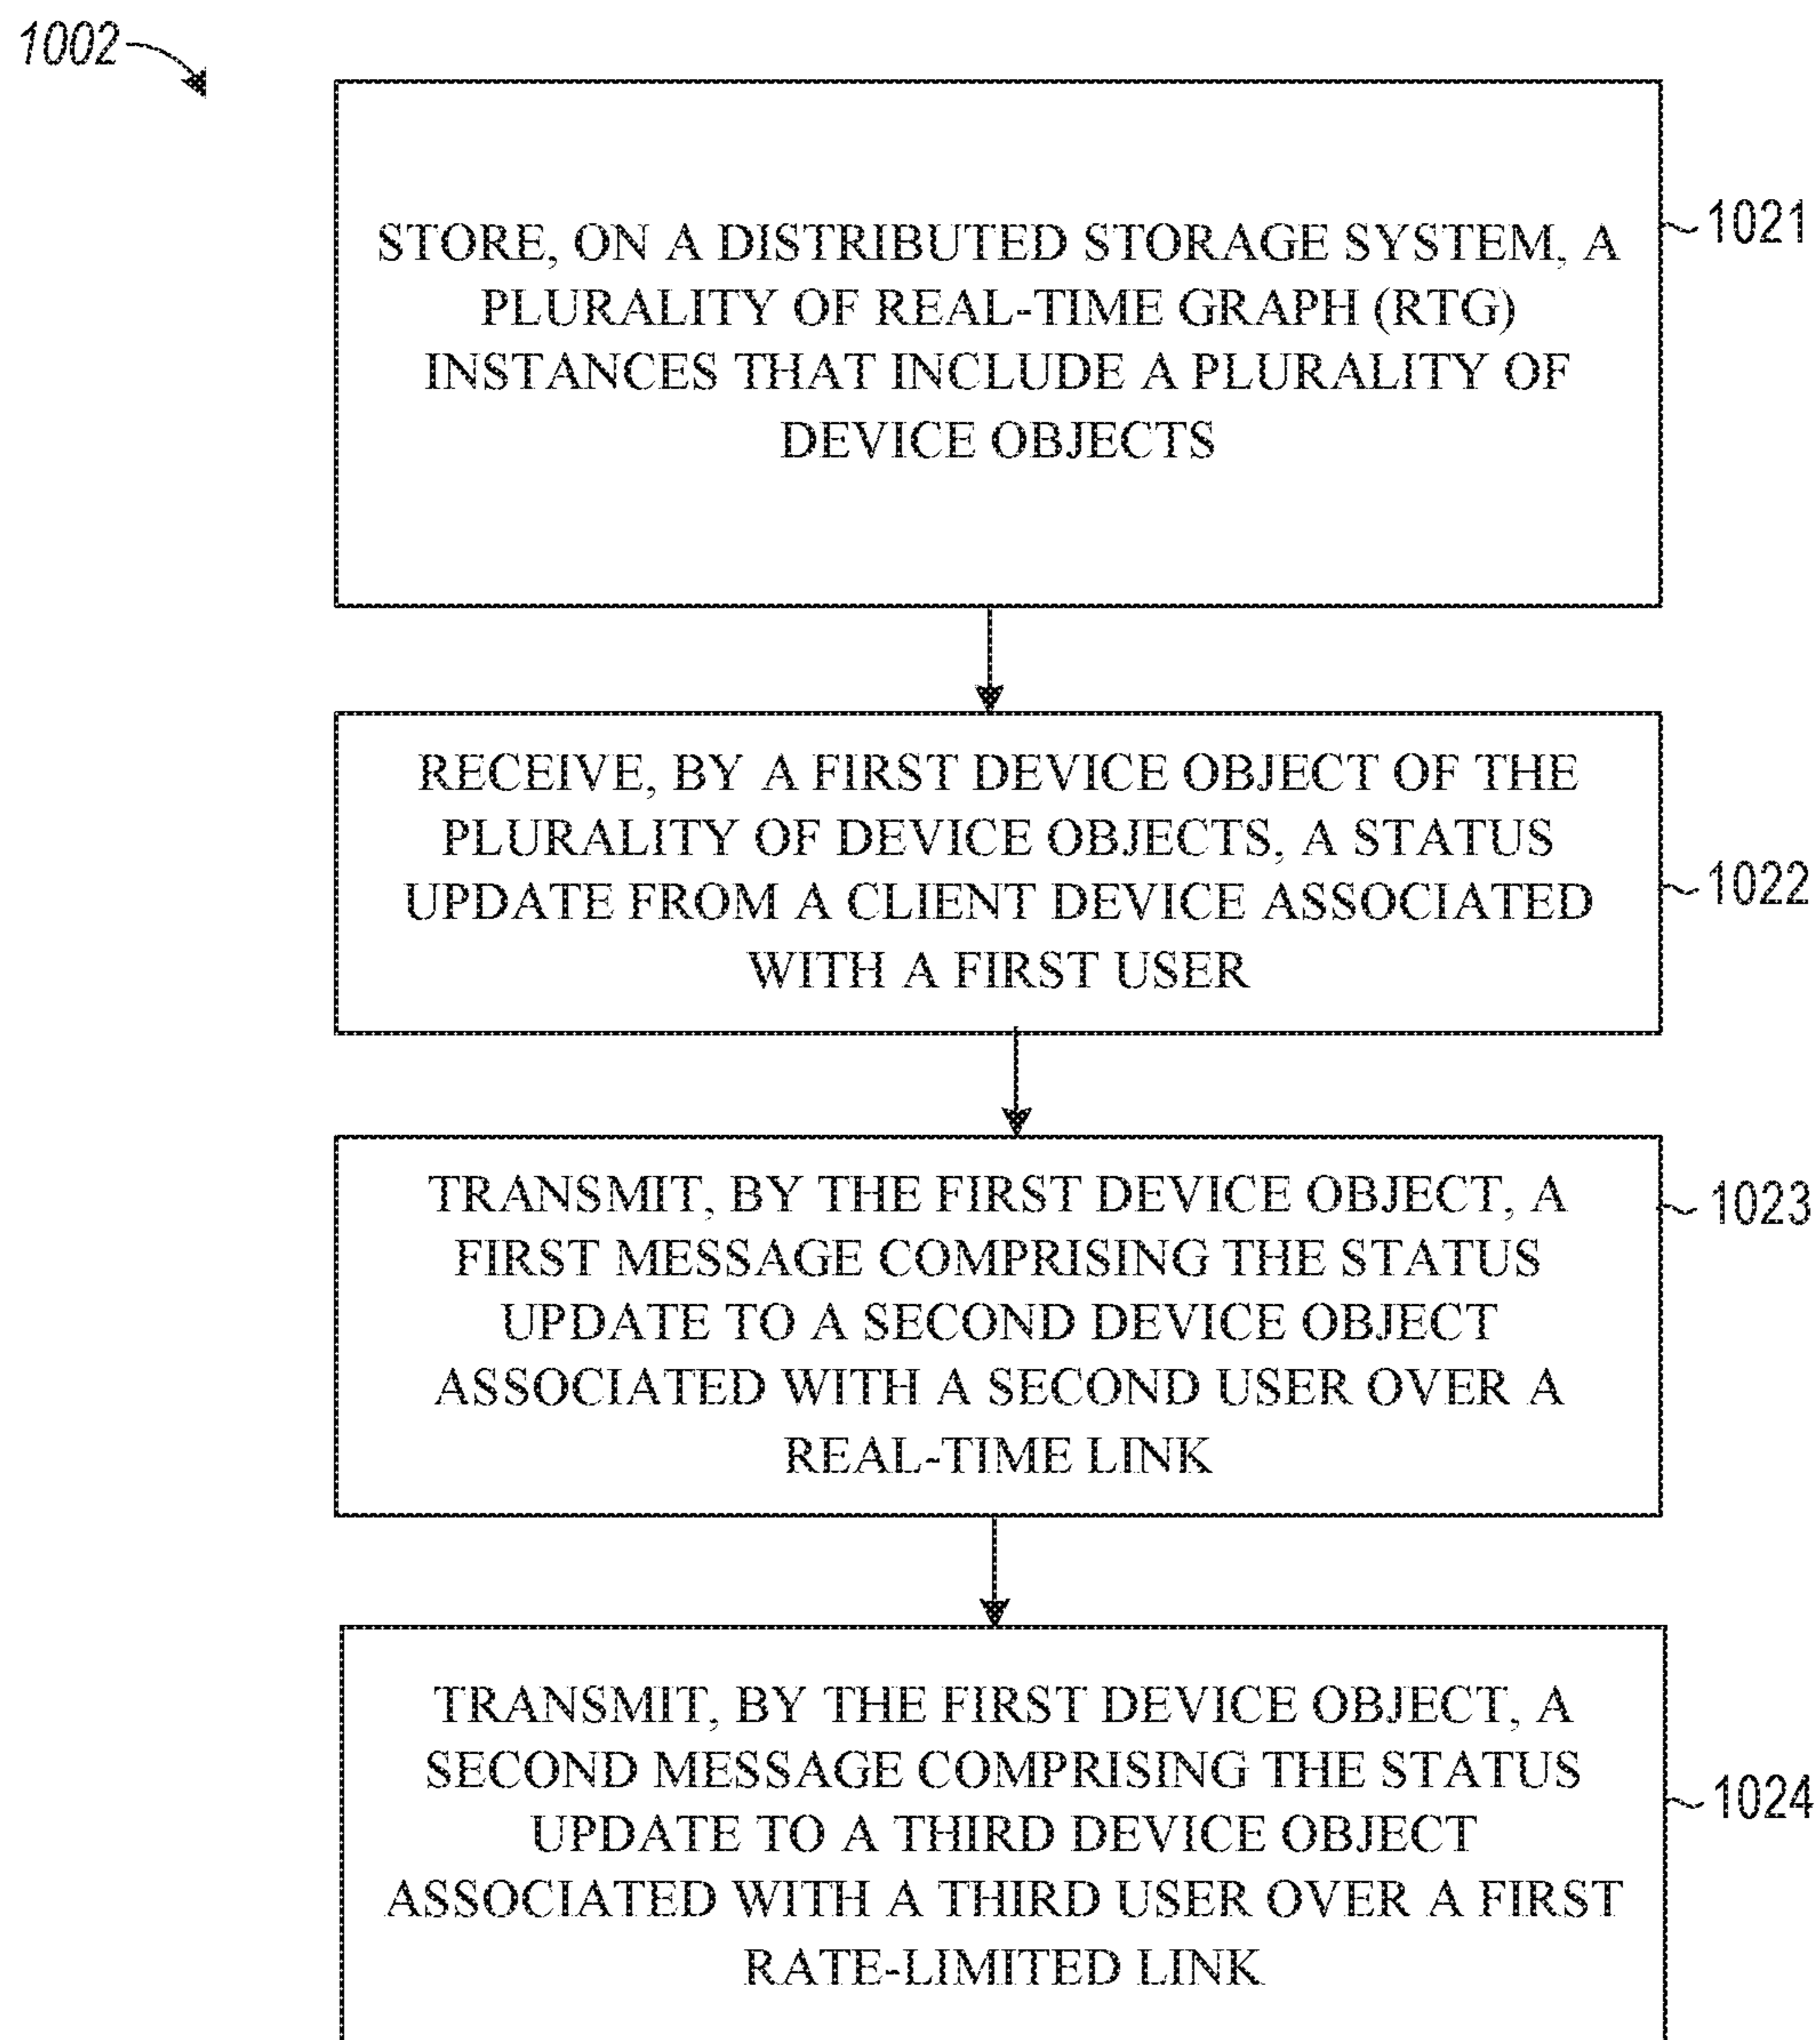 1002
STORE, ON A DISTRIBUTED STORAGE SYSTEM, A
PLURALITY OF REAL-TIME GRAPH (RTG)
INSTANCES THAT INCLUDE A PLURALITY OF
DEVICE OBJECTS
1021
RECEIVE, BY A FIRST DEVICE OBJECT OF THE
PLURALITY OF DEVICE OBJECTS, A STATUS
UPDATE FROM A CLIENT DEVICE ASSOCIATED
WITH A FIRST USER
1022
TRANSMIT, BY THE FIRST DEVICE OBJECT, A
FIRST MESSAGE COMPRISING THE STATUS
UPDATE TO A SECOND DEVICE OBJECT
ASSOCIATED WITH A SECOND USER OVER A
REAL-TIME LINK
1023
TRANSMIT, BY THE FIRST DEVICE OBJECT, A
SECOND MESSAGE COMPRISING THE STATUS
UPDATE TO A THIRD DEVICE OBJECT
ASSOCIATED WITH A THIRD USER OVER A FIRST
RATE-LIMITED LINK
1024